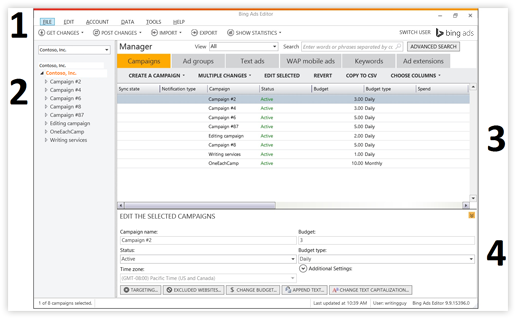 Bing Ads Editor
1
FILE EDIT ACCOUNT DATA TOOLS HELP
GET CHANGES POST CHANGES IMPORT EXPORT SHOW STATISTICS SWITCH USER bing ads
Contoso, Inc. Manager View All Search Enter words or phrases separated by cc ADVANCED SEARCH
Campaigns Ad groups Text ads WAP mobile ads Keywords Ad extensions
Contoso, Inc.
Contoso, Inc. CREATE A CAMPAIGN MULTIPLE CHANGES EDIT SELECTED REVERT COPY TO CSV CHOOSE COLUMNS
2
Campaign #2
Campaign #4
Campaign #6
Campaign #8
Campaign #87
Editing campaign
OneEachCamp
Writing services
Sync state Notification type Campaign Status Budget Budget type Spend
Campaign #2 Active 3.00 Daily
Campaign #4 Active 3.00 Daily
Campaign #6 Active 5.00 Daily
Campaign #87 Active 5.00 Daily
Editing campaign Active 2.00 Daily
Campaign #8 Active 5.00 Daily
Writing services Active 1.00 Daily
OneEachCamp Active 10.00 Monthly
3
EDIT THE SELECTED CAMPAIGNS
Campaign name: Budget:
Campaign #2 3
Status: Budget type:
Active Daily
4
Time zone: Additional Settings:
(GMT-08:00) Pacific Time (US and Canada)
TARGETING... EXCLUDED WEBSITES... $ CHANGE BUDGET... APPEND TEXT... CHANGE TEXT CAPITALIZATION...
1 of 8 campaigns selected. Last updated at 10:39 AM User: writingguy Bing Ads Editor 9.9.15396.0